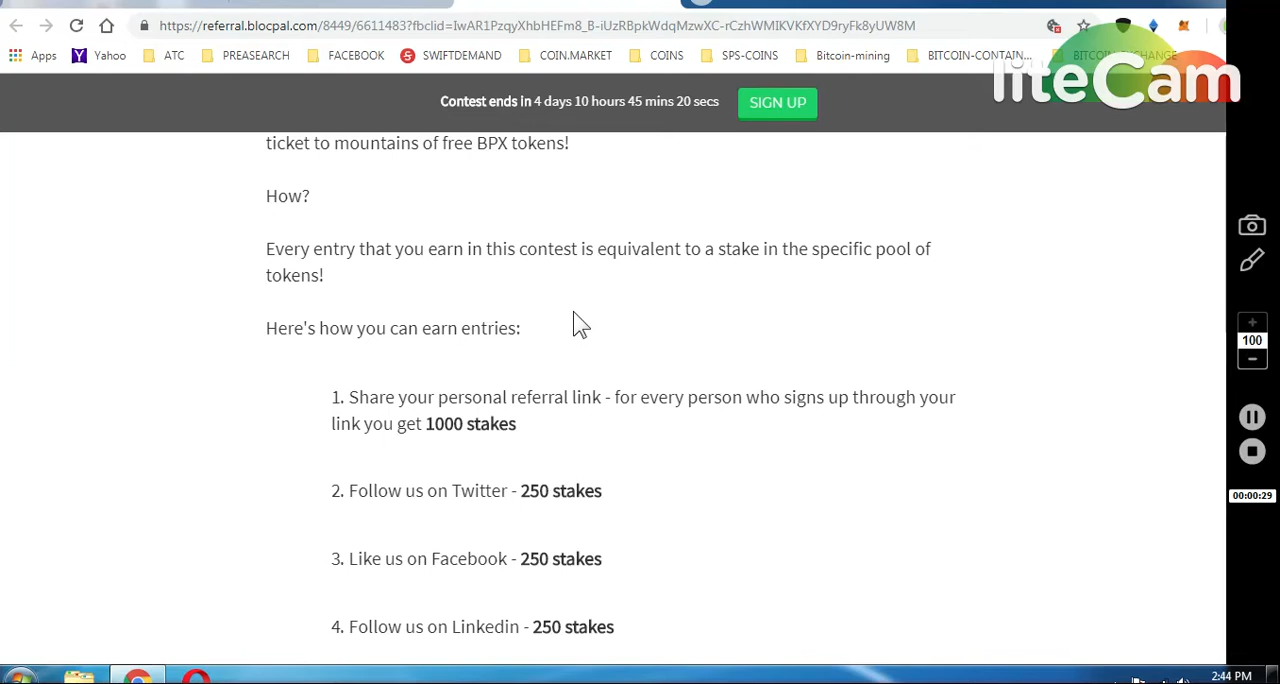 https://referral.blocpal.com/8449/6611483?fbclid=IwAR1PzqyXhbHEFm8_B-iUzRBpkWdqMzwXC-rCzhWMIKVKfXYD9ryFk8yUW8M
Apps Yahoo ATC PREASEARCH FACEBOOK SWIFTDEMAND COIN.MARKET COINS SPS-COINS Bitcoin-mining BITCOIN-CONTAIN... BITCOIN-EXCHANGE
liteCam
Contest ends in 4 days 10 hours 45 mins 20 secs SIGN UP
ticket to mountains of free BPX tokens!
How?
Every entry that you earn in this contest is equivalent to a stake in the specific pool of
tokens!
Here's how you can earn entries:
1. Share your personal referral link - for every person who signs up through your
link you get 1000 stakes
2. Follow us on Twitter - 250 stakes
3. Like us on Facebook - 250 stakes
4. Follow us on Linkedin - 250 stakes
100
00:00:29
2:44 PM